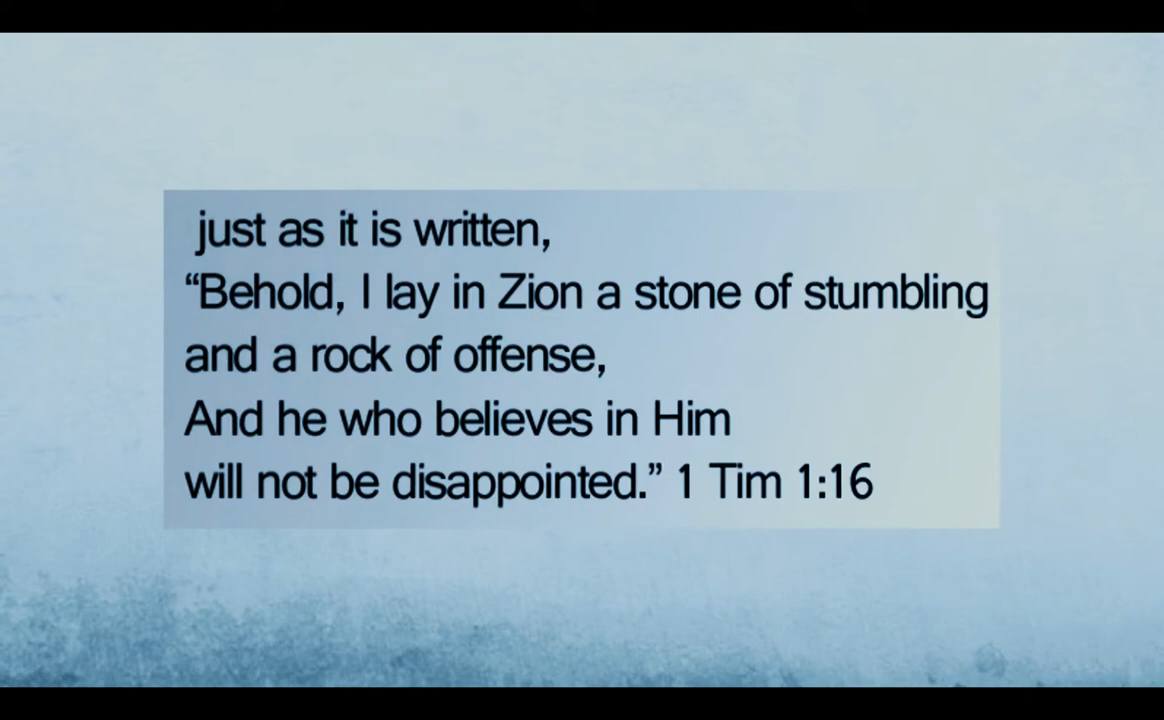 just as it is written,
“Behold, I lay in Zion a stone of stumbling
and a rock of offense,
And he who believes in Him
will not be disappointed.” 1 Tim 1:16